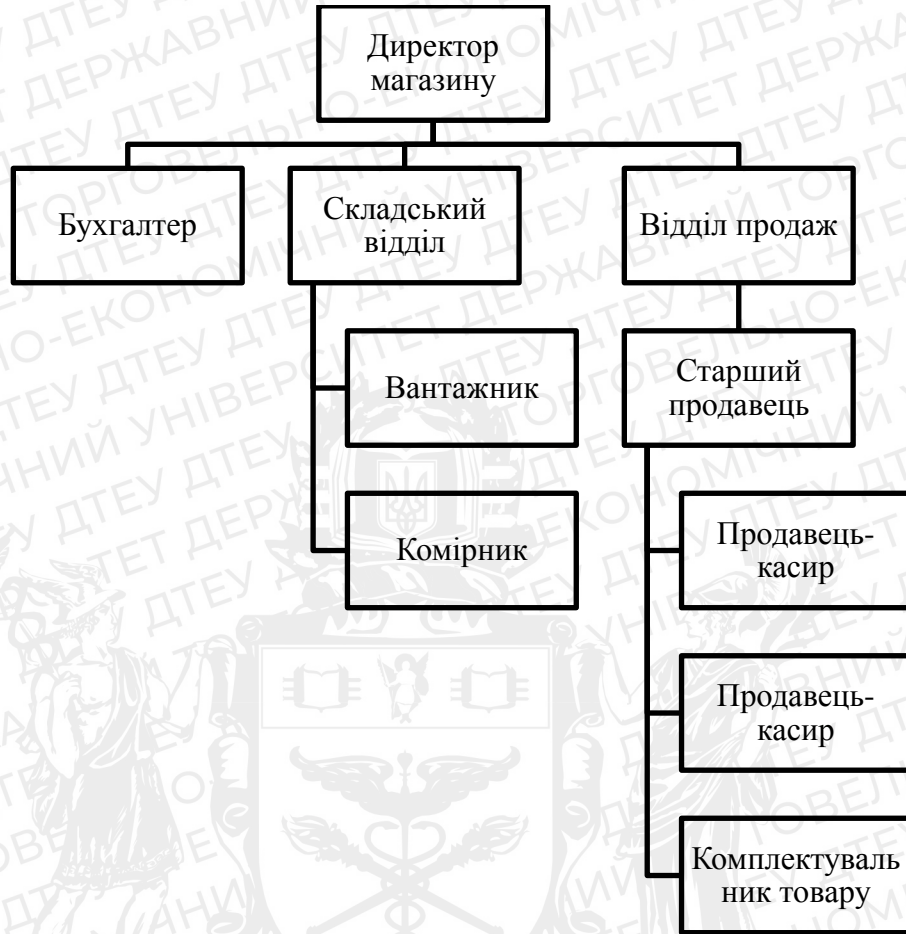 Директор
магазину
Бухгалтер
Складський
відділ
Відділ продаж
Вантажник
Старший
продавець
Комірник
Продавець-
касир
Продавець-
касир
Комплектуваль
ник товару